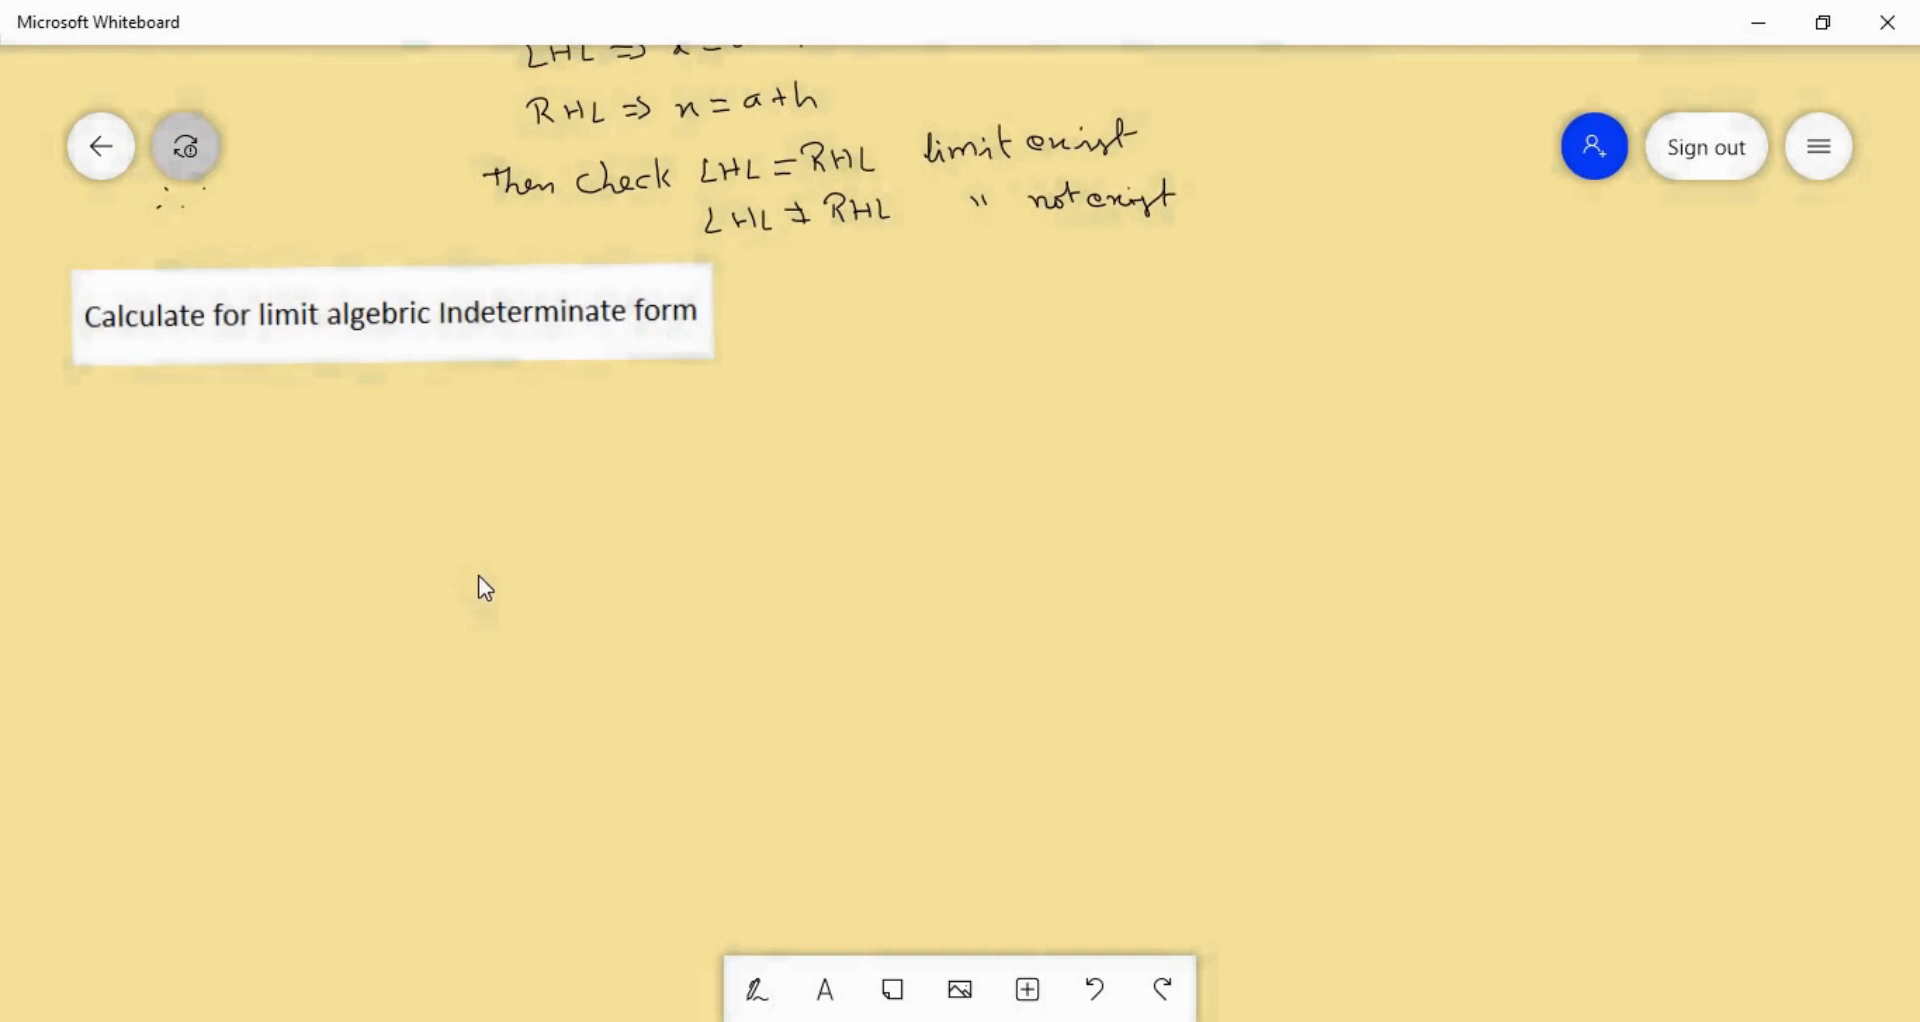 Microsoft Whiteboard
LHL ⇒ x =
RHL ⇒ x = a+h
Then check LHL = RHL limit exist
LHL ≠ RHL " not exist
Sign out
Calculate for limit algebric Indeterminate form
A